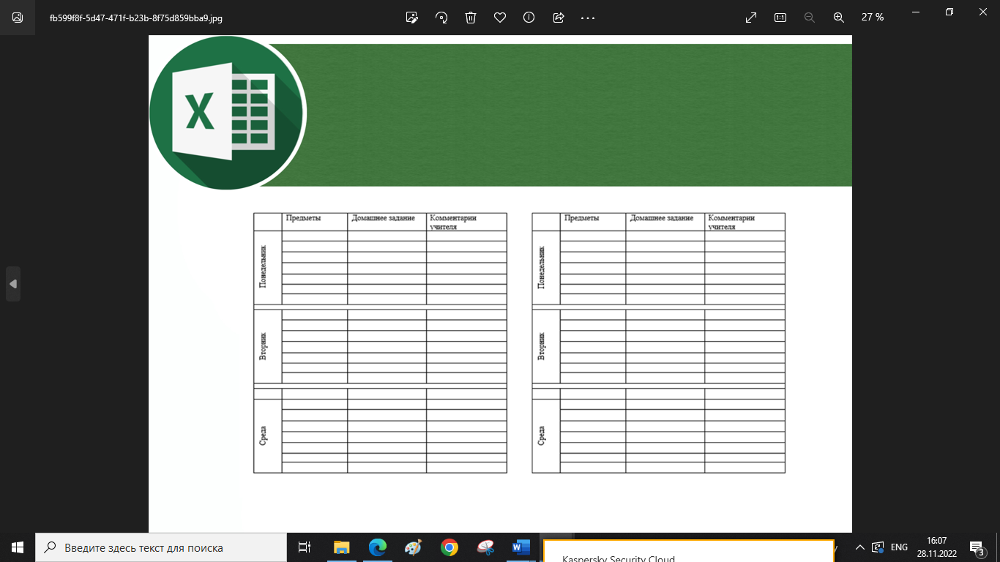 fb599f8f-5d47-471f-b23b-8f75d859bba9.jpg
27 %
X
Предметы
Домашнее задание
Комментарии
учителя
Понедельник
Вторник
Среда
Предметы
Домашнее задание
Комментарии
учителя
Понедельник
Вторник
Среда
Введите здесь текст для поиска
Kaspersky Security Cloud
ENG
16:07
28.11.2022
3